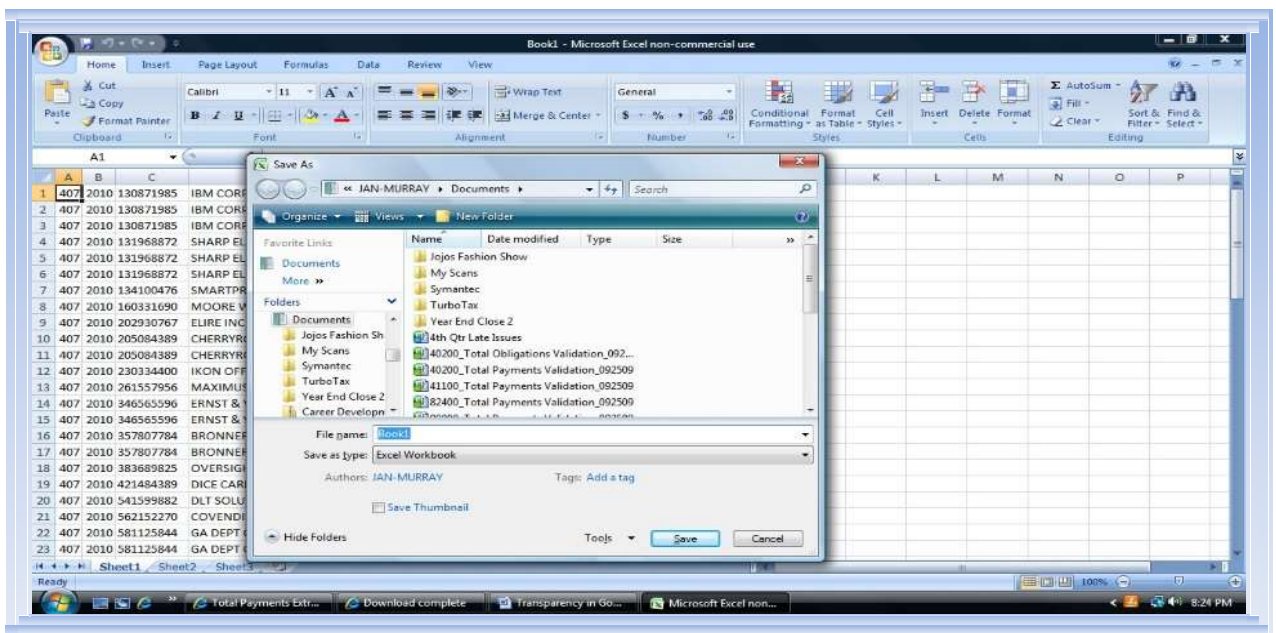 Book1 - Microsoft Excel non-commercial use
Home Insert Page Layout Formulas Data Review View
Cut
Copy
Format Painter
Paste
Clipboard
Calibri 11
B I U
Font
Wrap Text
Merge & Center
Alignment
General
$ % ,
Number
Conditional Formatting
Format as Table
Cell Styles
Styles
Insert Delete Format
Cells
Σ AutoSum
Fill
Clear
Sort & Filter
Find & Select
Editing
A1
A B C K L M N O P
1 407 2010 130871985 IBM CORP
2 407 2010 130871985 IBM CORP
3 407 2010 130871985 IBM CORP
4 407 2010 131968872 SHARP EL
5 407 2010 131968872 SHARP EL
6 407 2010 131968872 SHARP EL
7 407 2010 134100476 SMARTPR
8 407 2010 160331690 MOORE W
9 407 2010 202930767 ELIRE INC
10 407 2010 205084389 CHERRYR
11 407 2010 205084389 CHERRYR
12 407 2010 230334400 IKON OFF
13 407 2010 261557956 MAXIMUS
14 407 2010 346565596 ERNST &
15 407 2010 346565596 ERNST &
16 407 2010 357807784 BRONNER
17 407 2010 357807784 BRONNER
18 407 2010 383689825 OVERSIG
19 407 2010 421484389 DICE CAR
20 407 2010 541599882 DLT SOLU
21 407 2010 562152270 COVENDI
22 407 2010 581125844 GA DEPT
23 407 2010 581125844 GA DEPT
Save As
« JAN-MURRAY Documents Search
Organize Views New Folder
Favorite Links
Documents
More »
Folders
Documents
Jojos Fashion Sh
My Scans
Symantec
TurboTax
Year End Close 2
Career Developn
Name Date modified Type Size »
Jojos Fashion Show
My Scans
Symantec
TurboTax
Year End Close 2
4th Qtr Late Issues
40200_Total Obligations Validation_092...
40200_Total Payments Validation_092509
41100_Total Payments Validation_092509
82400_Total Payments Validation_092509
File name: Book1
Save as type: Excel Workbook
Authors: JAN-MURRAY Tags: Add a tag
Save Thumbnail
Hide Folders Tools Save Cancel
Sheet1 Sheet2 Sheet3
Ready 100%
Total Payments Extr... Download complete Transparency in Go... Microsoft Excel non... 8:24 PM